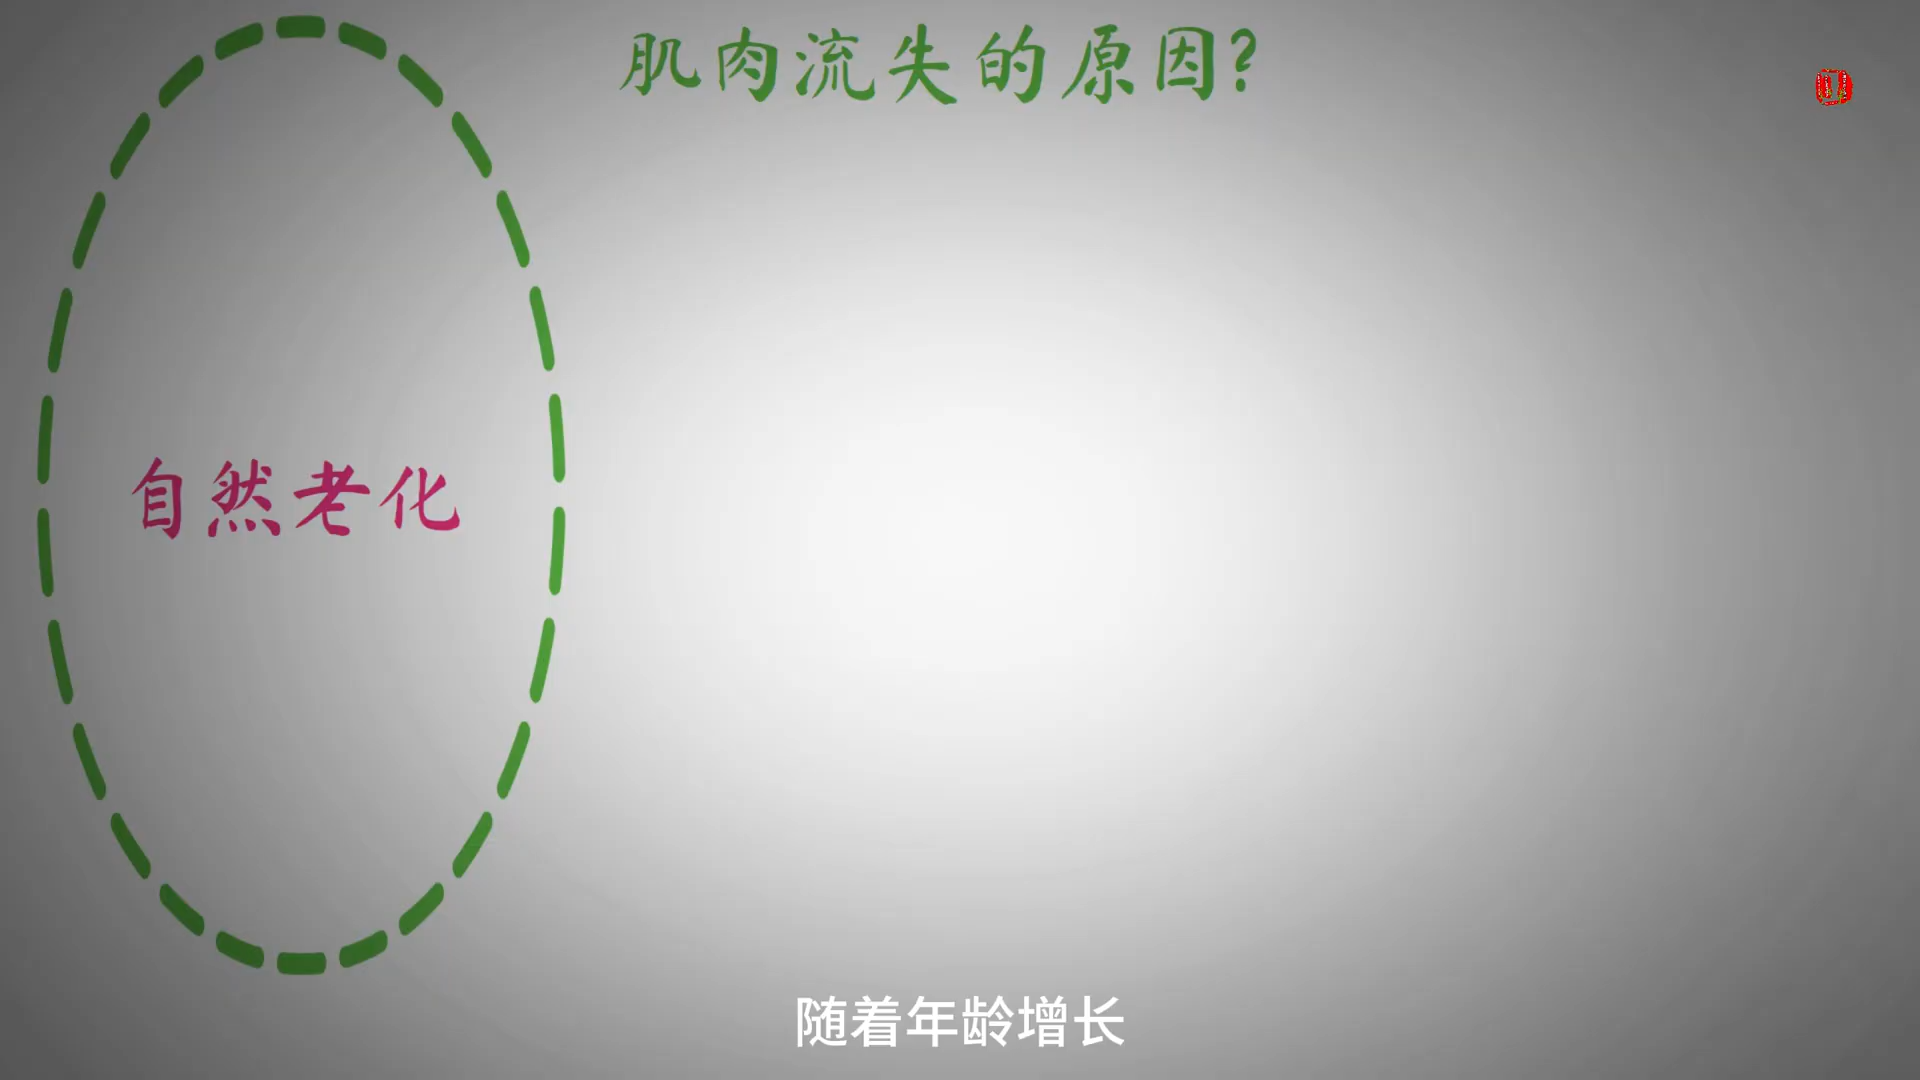 肌肉流失的原因?
自然老化
随着年龄增长